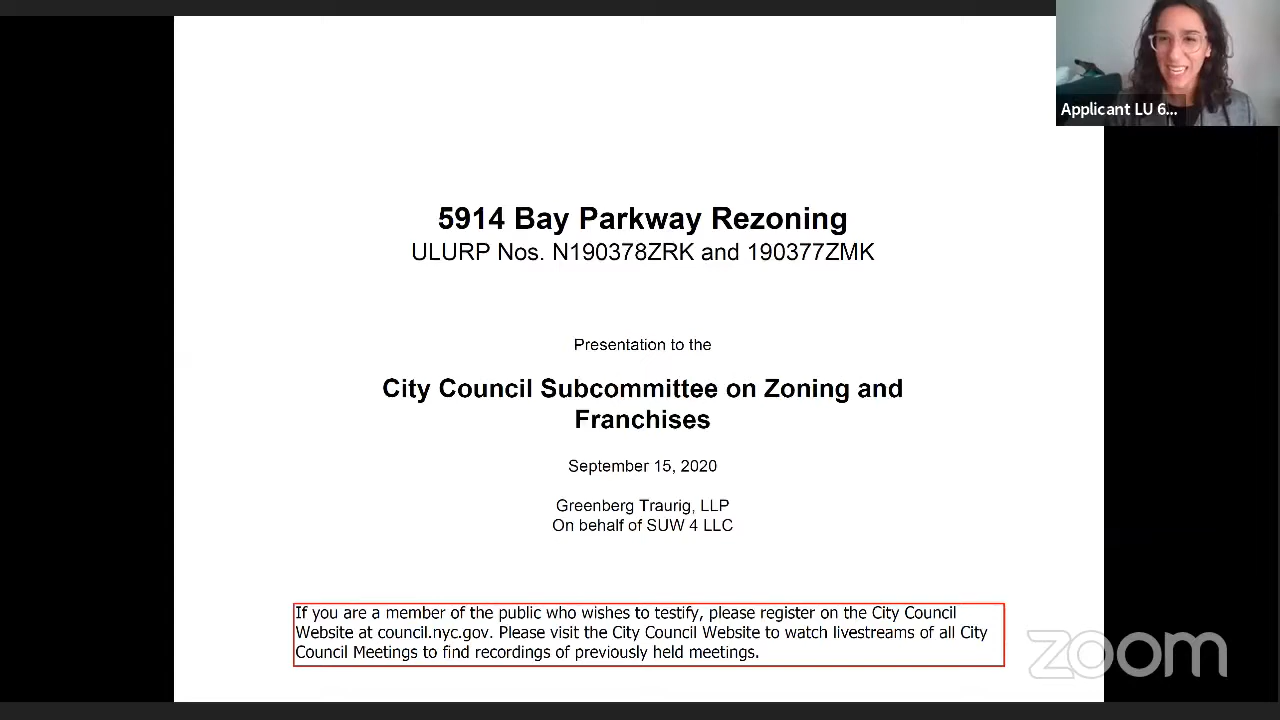 Applicant LU 6...
5914 Bay Parkway Rezoning
ULURP Nos. N190378ZRK and 190377ZMK
Presentation to the
City Council Subcommittee on Zoning and
Franchises
September 15, 2020
Greenberg Traurig, LLP
On behalf of SUW 4 LLC
If you are a member of the public who wishes to testify, please register on the City Council
Website at council.nyc.gov. Please visit the City Council Website to watch livestreams of all City
Council Meetings to find recordings of previously held meetings.
zoom